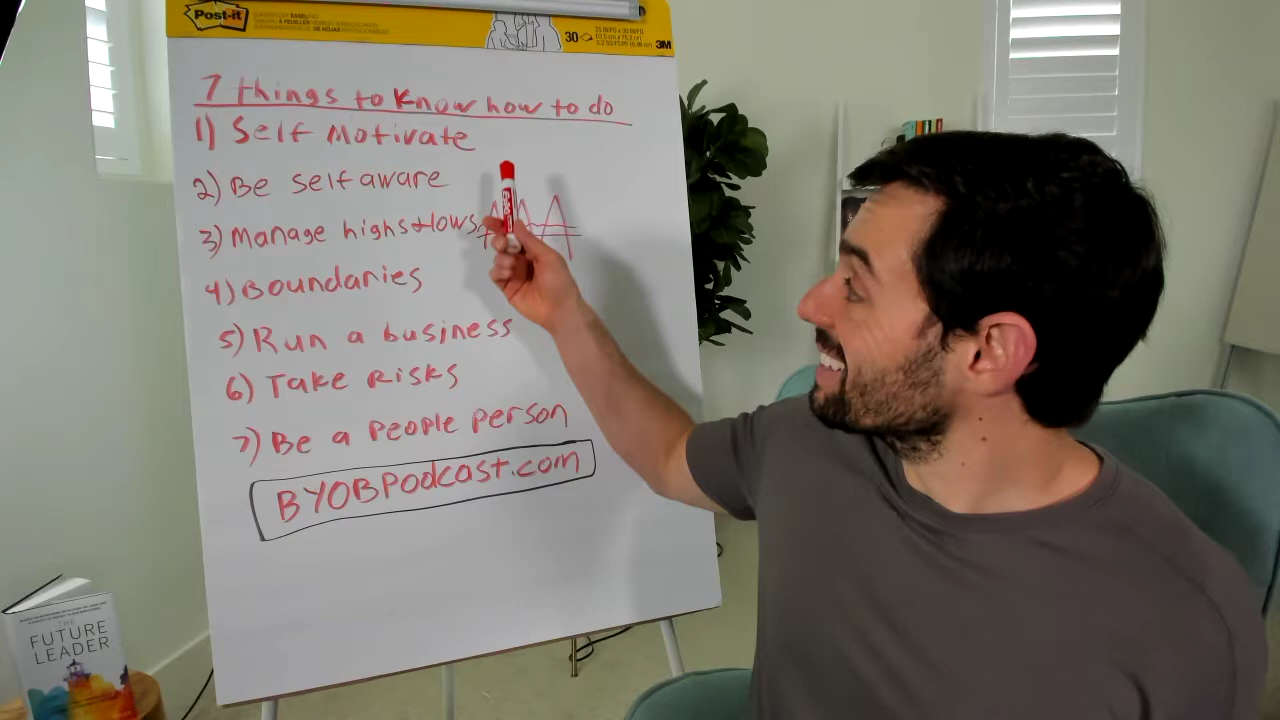 Post-it
30
3M
7 things to know how to do
1) Self Motivate
2) Be self aware
3) Manage highs+lows
4) Boundaries
5) Run a business
6) Take Risks
7) Be a people person
BYOBPodcast.com
EXPO
THE
FUTURE
LEADER